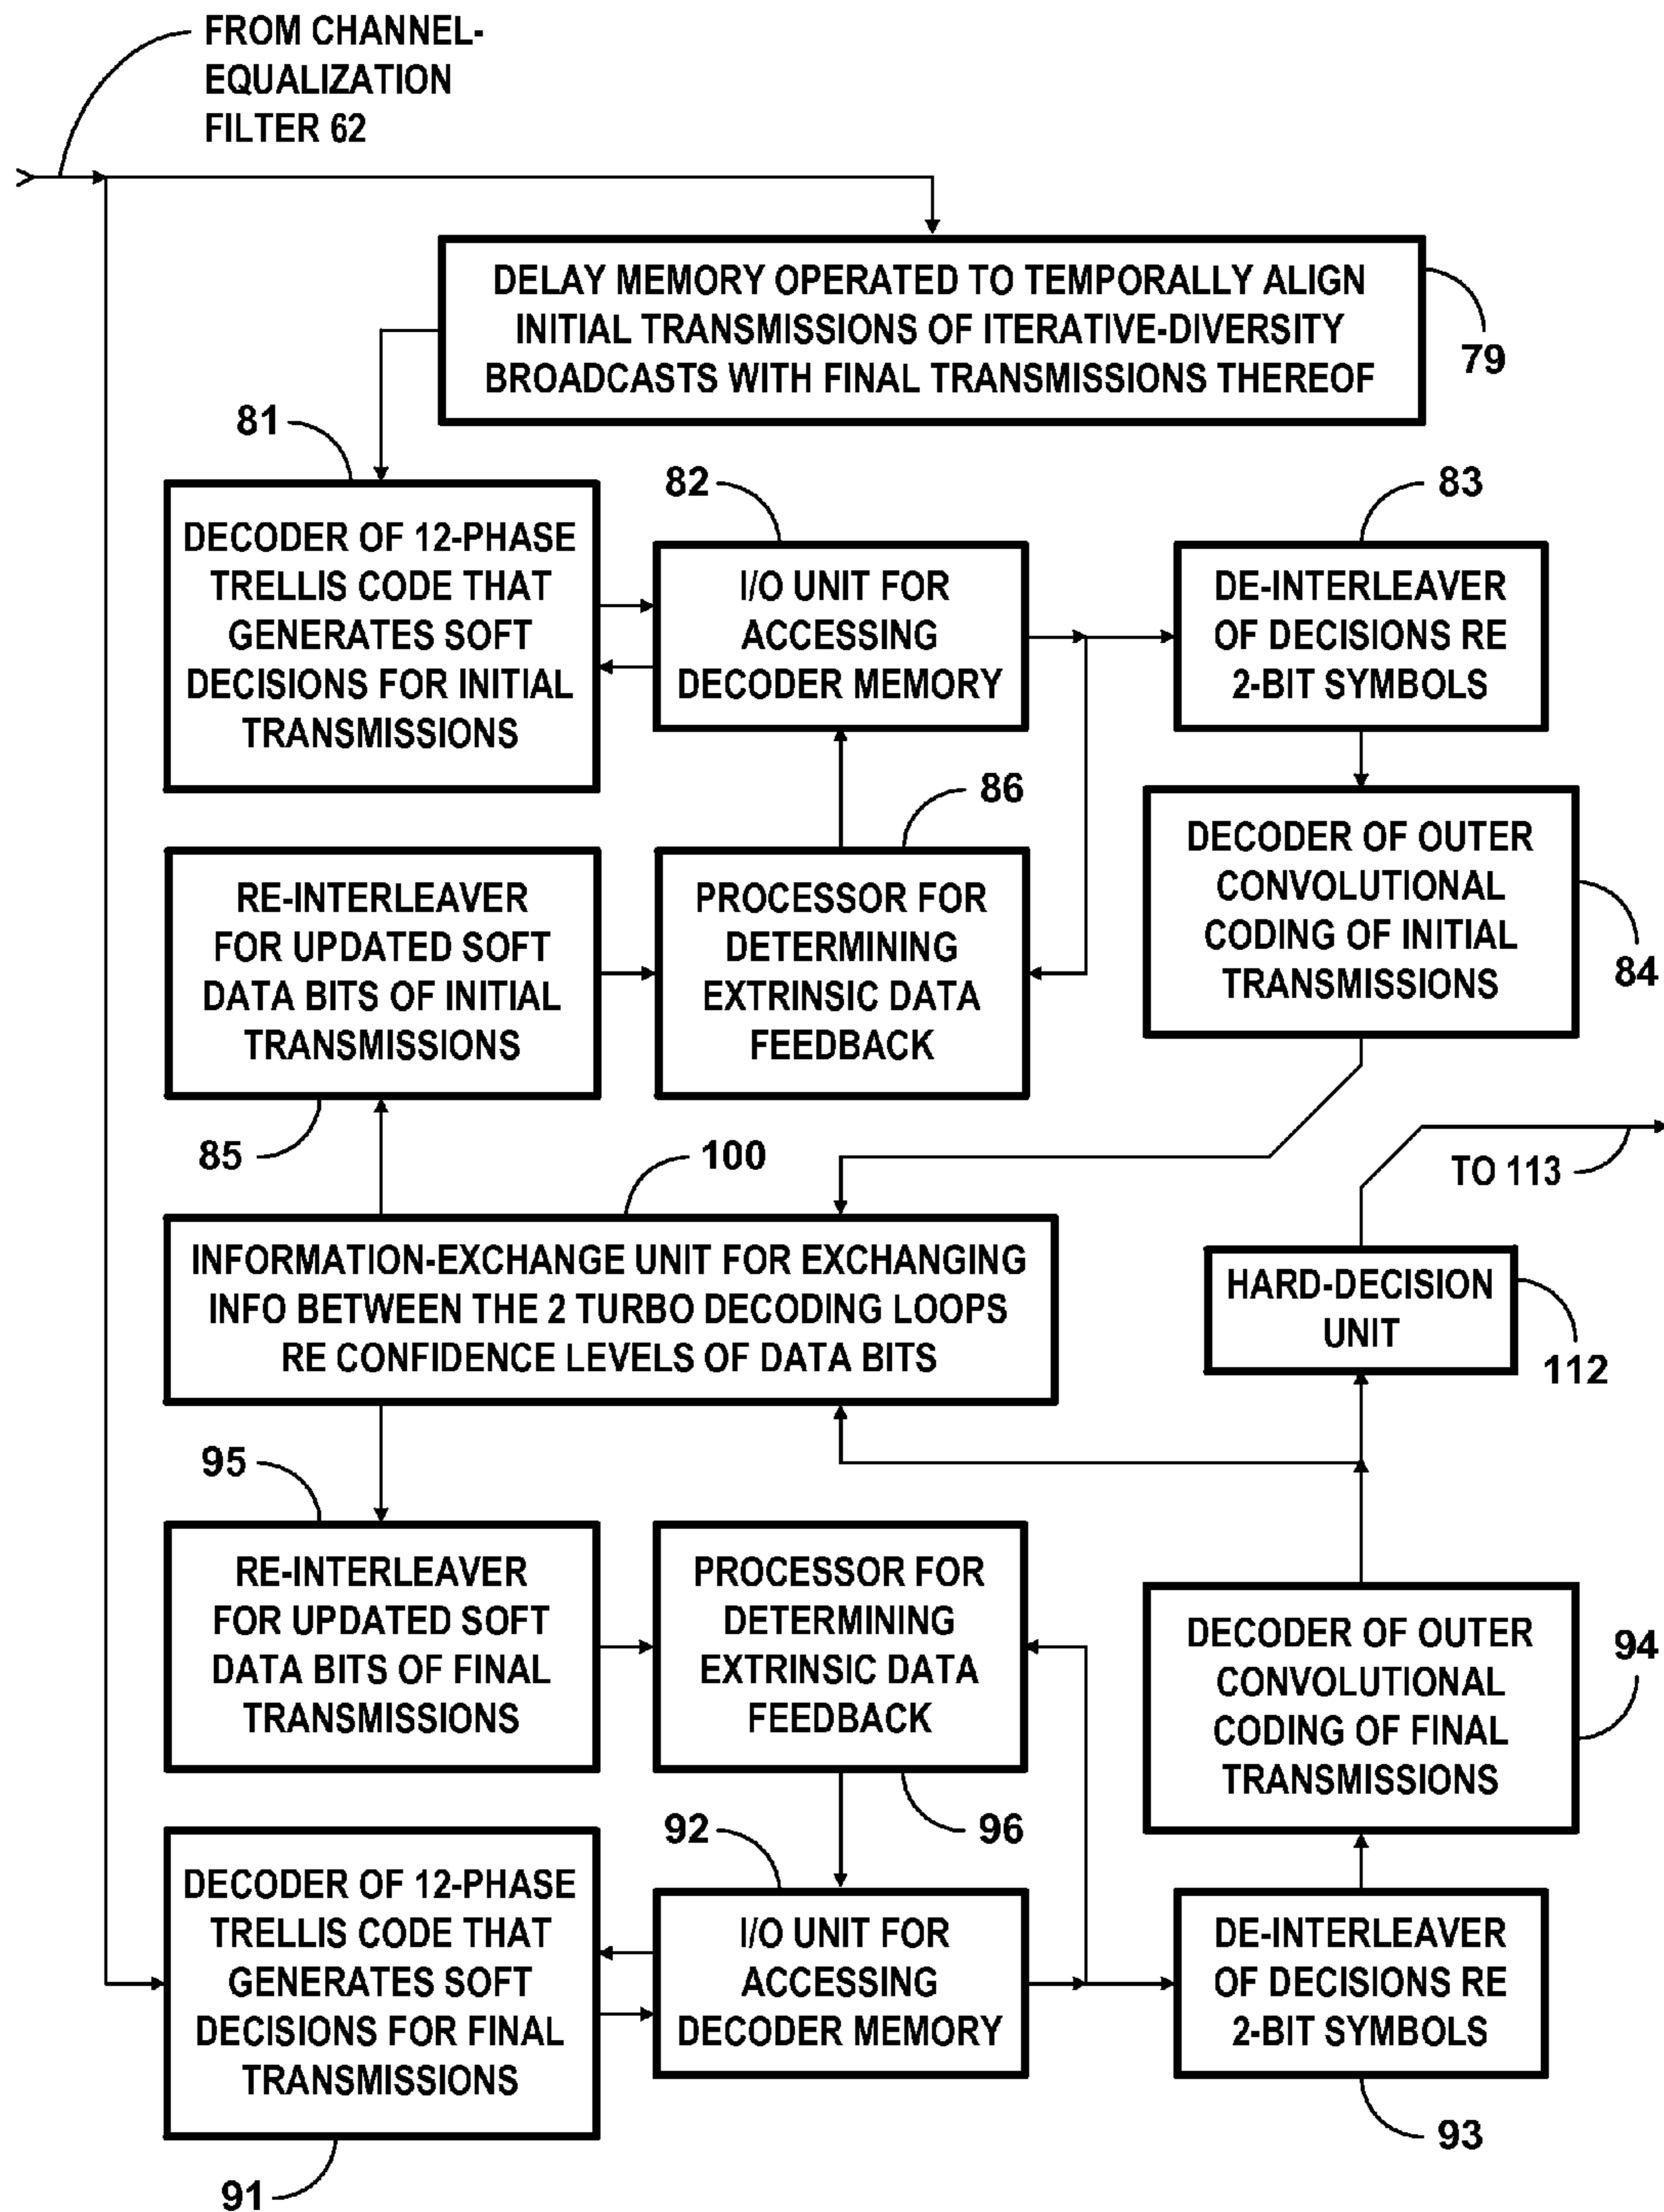 FROM CHANNEL-
EQUALIZATION
FILTER 62
DELAY MEMORY OPERATED TO TEMPORALLY ALIGN
INITIAL TRANSMISSIONS OF ITERATIVE-DIVERSITY
BROADCASTS WITH FINAL TRANSMISSIONS THEREOF
79
81
DECODER OF 12-PHASE
TRELLIS CODE THAT
GENERATES SOFT
DECISIONS FOR INITIAL
TRANSMISSIONS
82
I/O UNIT FOR
ACCESSING
DECODER MEMORY
83
DE-INTERLEAVER
OF DECISIONS RE
2-BIT SYMBOLS
86
RE-INTERLEAVER
FOR UPDATED SOFT
DATA BITS OF INITIAL
TRANSMISSIONS
85
PROCESSOR FOR
DETERMINING
EXTRINSIC DATA
FEEDBACK
DECODER OF OUTER
CONVOLUTIONAL
CODING OF INITIAL
TRANSMISSIONS
84
TO 113
100
INFORMATION-EXCHANGE UNIT FOR EXCHANGING
INFO BETWEEN THE 2 TURBO DECODING LOOPS
RE CONFIDENCE LEVELS OF DATA BITS
HARD-DECISION
UNIT
112
95
RE-INTERLEAVER
FOR UPDATED SOFT
DATA BITS OF FINAL
TRANSMISSIONS
PROCESSOR FOR
DETERMINING
EXTRINSIC DATA
FEEDBACK
96
DECODER OF OUTER
CONVOLUTIONAL
CODING OF FINAL
TRANSMISSIONS
94
DECODER OF 12-PHASE
TRELLIS CODE THAT
GENERATES SOFT
DECISIONS FOR FINAL
TRANSMISSIONS
91
92
I/O UNIT FOR
ACCESSING
DECODER MEMORY
DE-INTERLEAVER
OF DECISIONS RE
2-BIT SYMBOLS
93